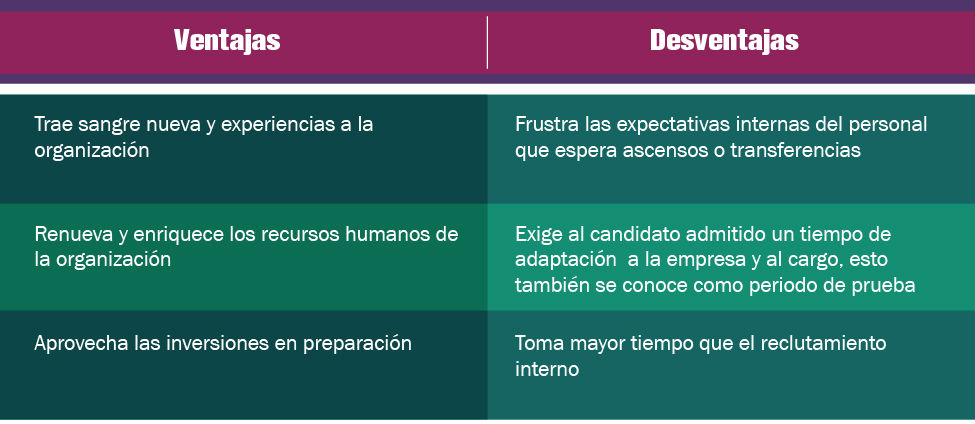 Ventajas
Desventajas
Trae sangre nueva y experiencias a la
organización
Frustra las expectativas internas del personal
que espera ascensos o transferencias
Renueva y enriquece los recursos humanos de
la organización
Exige al candidato admitido un tiempo de
adaptación  a la empresa y al cargo, esto
también se conoce como periodo de prueba
Aprovecha las inversiones en preparación
Toma mayor tiempo que el reclutamiento
interno